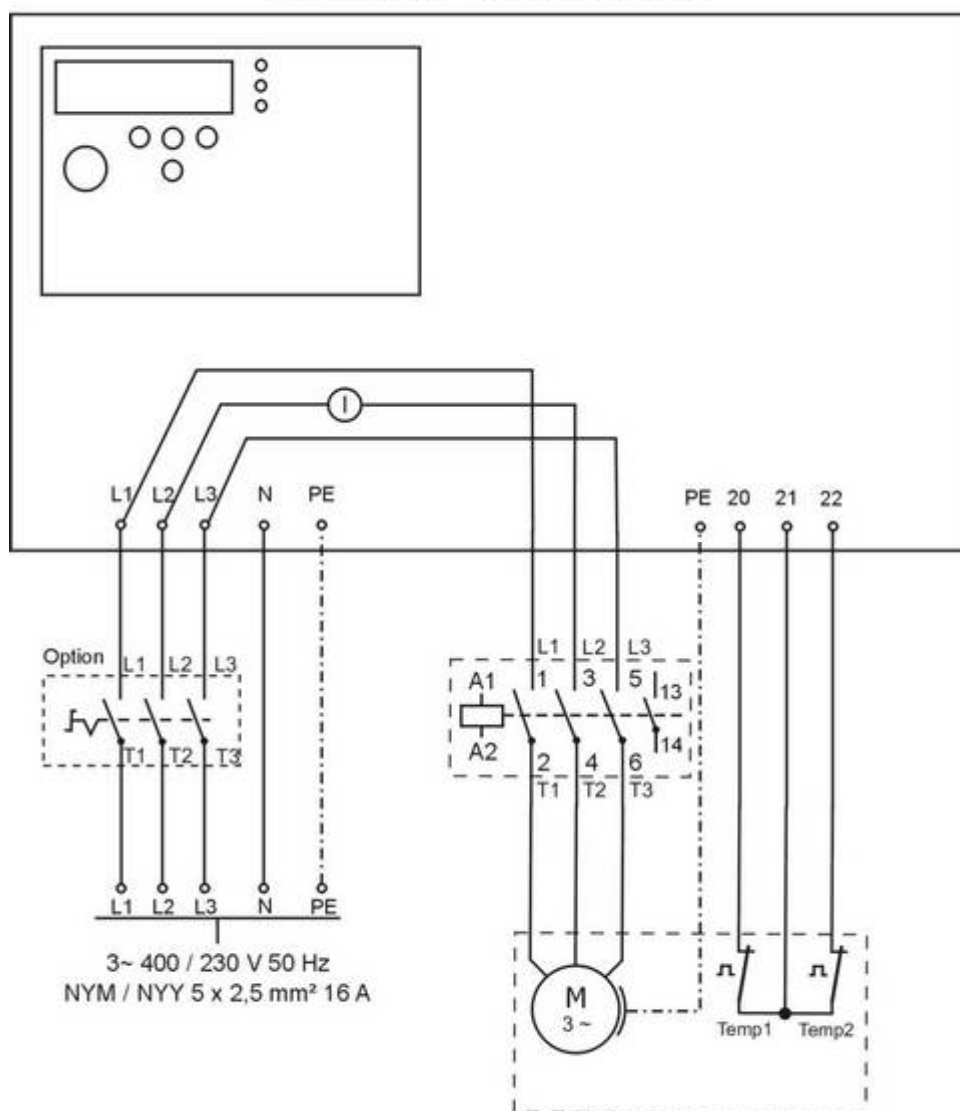 I
L1 L2 L3 N PE
PE 20 21 22
Option
L1 L2 L3
T1 T2 T3
L1 L2 L3
A1 1 3 5 13
A2 2 4 6 14
T1 T2 T3
L1 L2 L3 N PE
3~ 400 / 230 V 50 Hz
NYM / NYY 5 x 2,5 mm² 16 A
M
3 ~
Temp1 Temp2